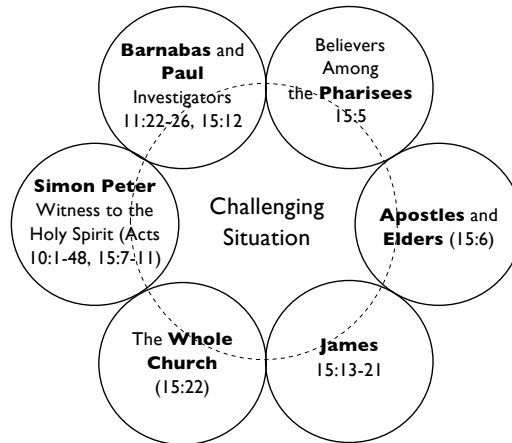 Barnabas and
Paul
Investigators
11:22-26, 15:12
Believers
Among
the Pharisees
15:5
Simon Peter
Witness to the
Holy Spirit (Acts
10:1-48, 15:7-11)
Challenging
Situation
Apostles and
Elders (15:6)
The Whole
Church
(15:22)
James
15:13-21